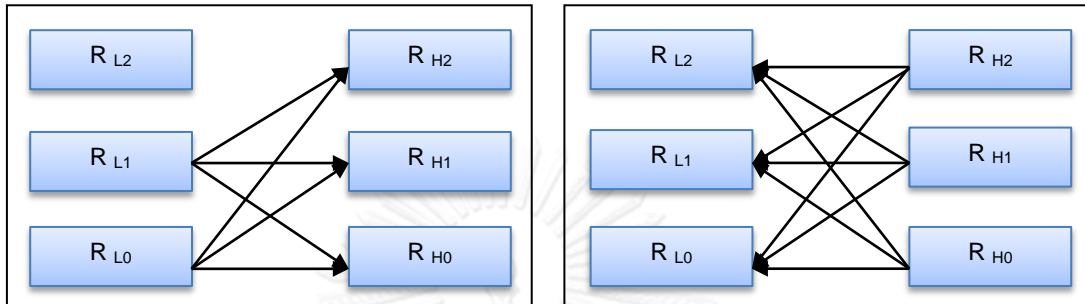 R L2 R H2 R L2 R H2
R L1 R H1 R L1 R H1
R L0 R H0 R L0 R H0